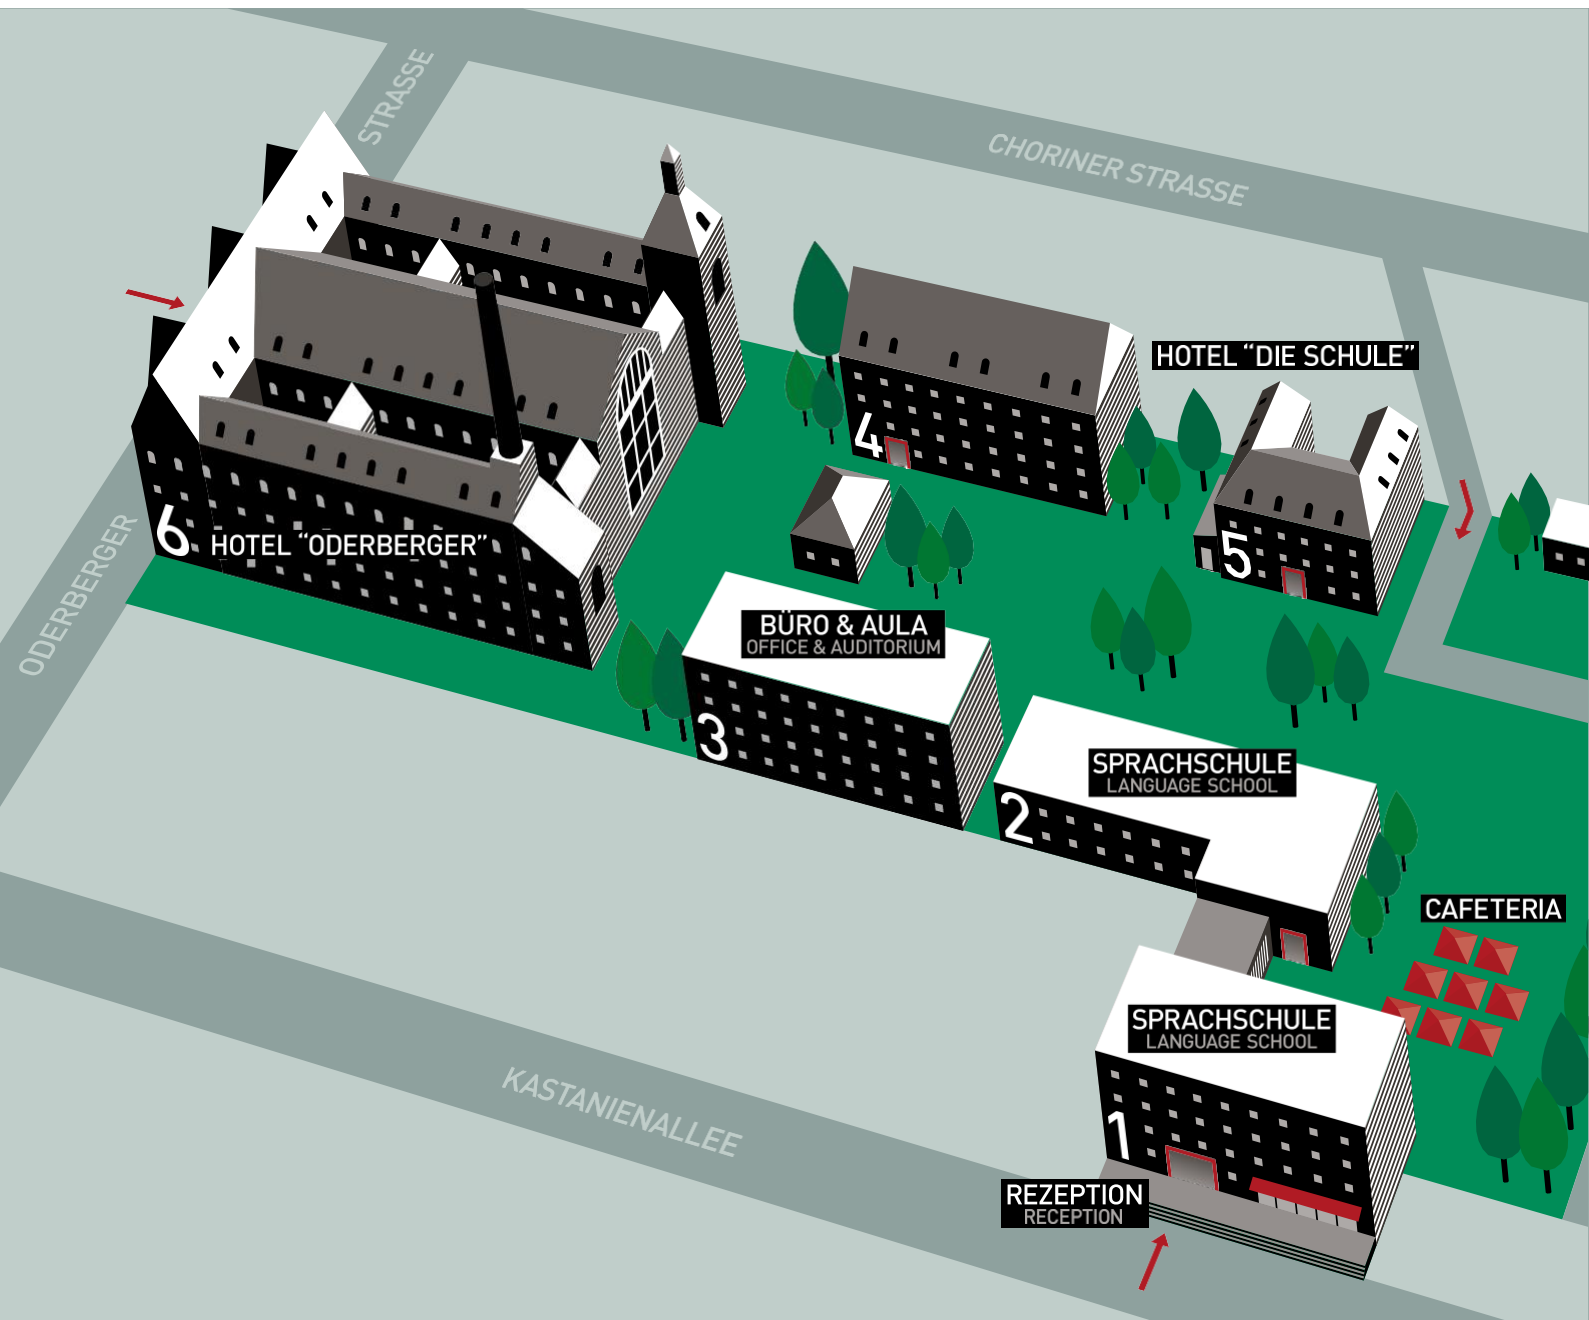 STRASSE
CHORINER STRASSE
HOTEL “DIE SCHULE”
4
5
6
HOTEL “ODERBERGER”
ODERBERGER
BÜRO & AULA
OFFICE & AUDITORIUM
3
SPRACHSCHULE
LANGUAGE SCHOOL
2
CAFETERIA
SPRACHSCHULE
LANGUAGE SCHOOL
1
KASTANIENALLEE
REZEPTION
RECEPTION